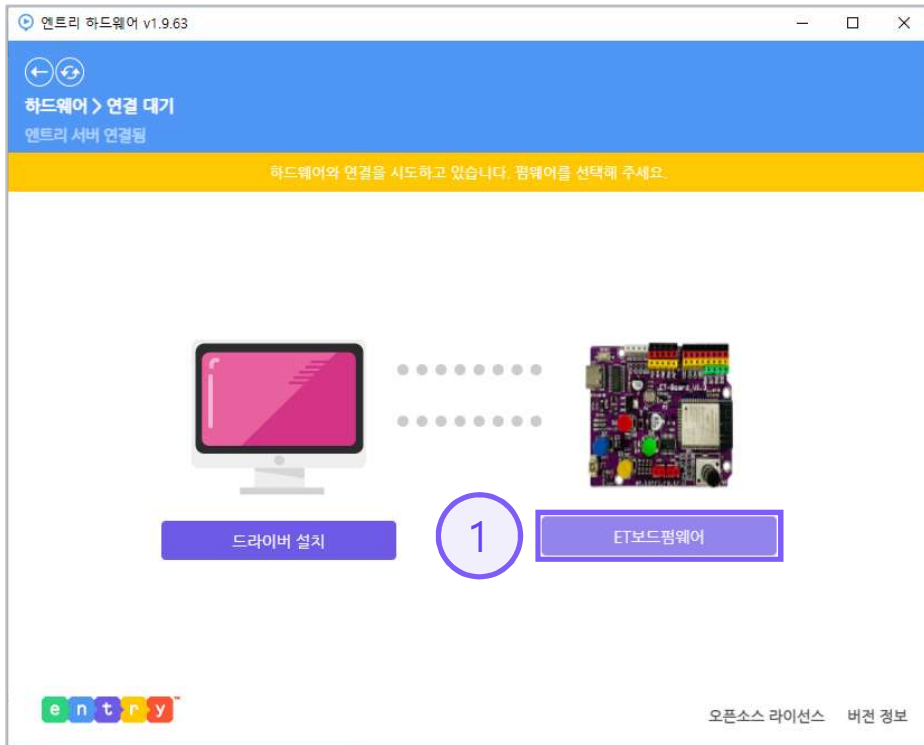 엔트리 하드웨어 v1.9.63
하드웨어 > 연결 대기
엔트리 서버 연결됨
하드웨어와 연결을 시도하고 있습니다. 펌웨어를 선택해 주세요.
ET-Board V1.
드라이버 설치
1
ET보드펌웨어
entry
오픈소스 라이선스 버전 정보